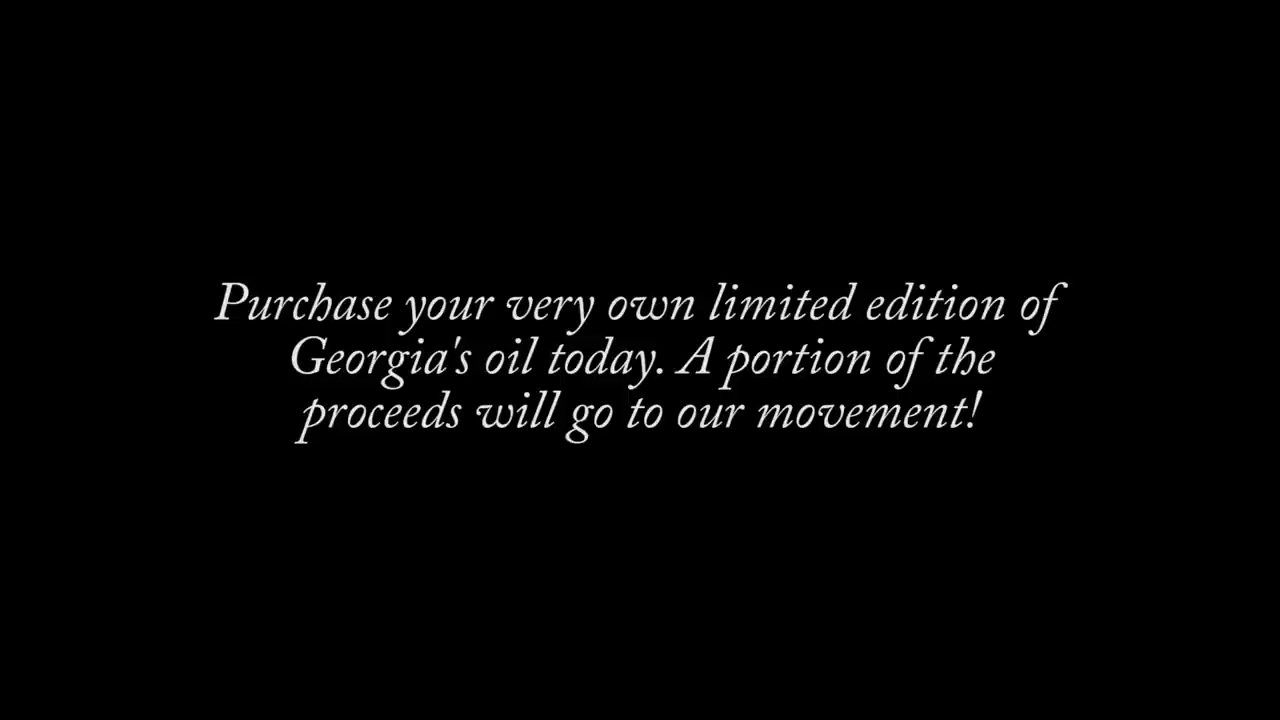 Purchase your very own limited edition of
Georgia's oil today. A portion of the
proceeds will go to our movement!